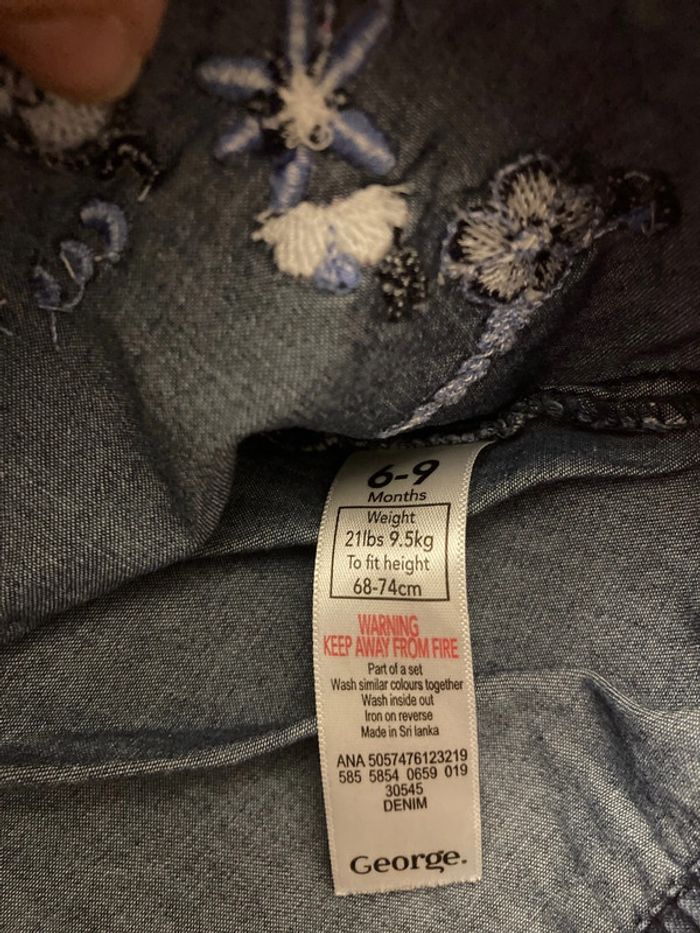 6-9
Months
Weight
21lbs 9.5kg
To fit height
68-74cm
WARNING
KEEP AWAY FROM FIRE
Part of a set
Wash similar colours together
Wash inside out
Iron on reverse
Made in Sri lanka
ANA 5057476123219
585 5854 0659 019
30545
DENIM
George.